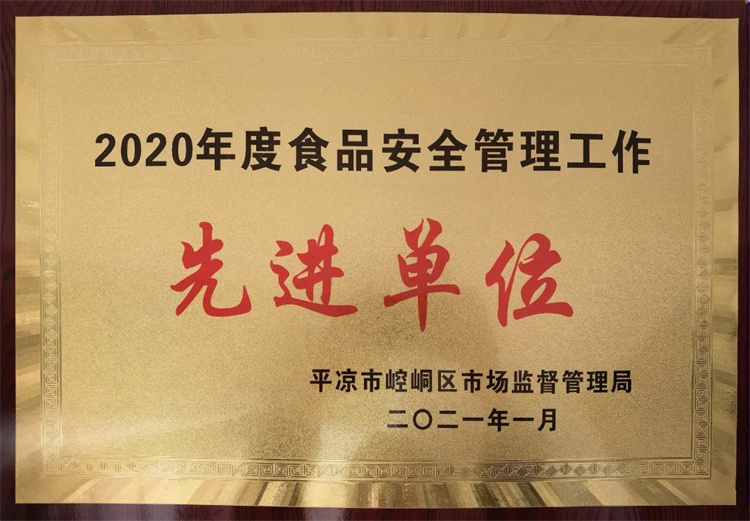 2020年度食品安全管理工作
先进单位
平凉市崆峒区市场监督管理局
二〇二一年一月